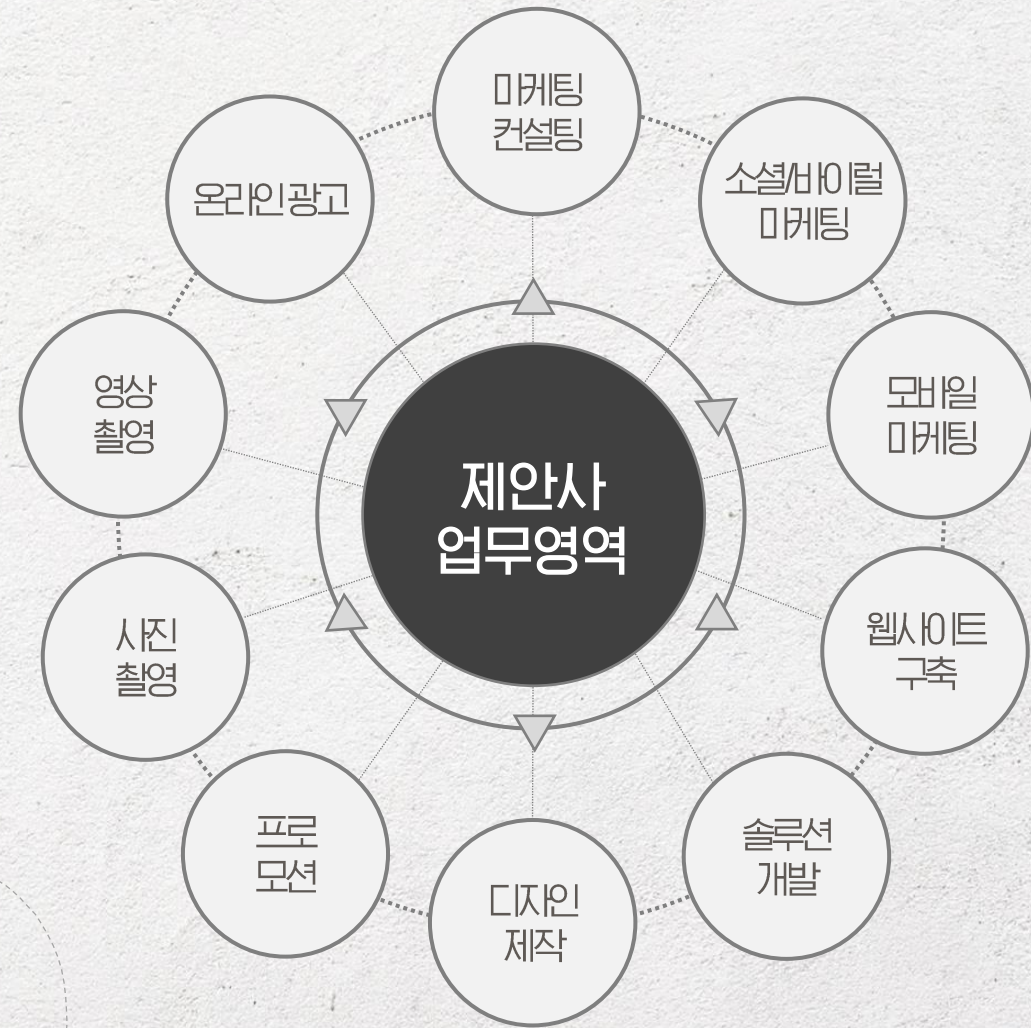 마케팅
컨설팅
소셜/바이럴
마케팅
모바일
마케팅
웹사이트
구축
솔루션
개발
디자인
제작
프로
모션
사진
촬영
영상
촬영
온라인 광고
제안사
업무영역